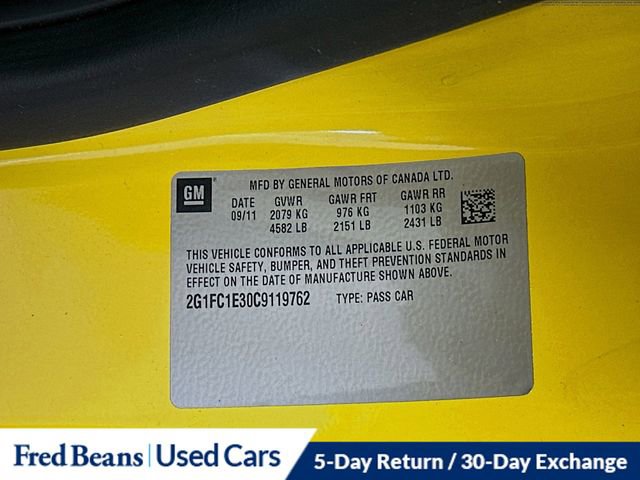 GM
MFD BY GENERAL MOTORS OF CANADA LTD.
DATE GVWR GAWR FRT GAWR RR
09/11 2079 KG 976 KG 1103 KG
4582 LB 2151 LB 2431 LB
THIS VEHICLE CONFORMS TO ALL APPLICABLE U.S. FEDERAL MOTOR
VEHICLE SAFETY, BUMPER, AND THEFT PREVENTION STANDARDS IN
EFFECT ON THE DATE OF MANUFACTURE SHOWN ABOVE.
2G1FC1E30C9119762 TYPE: PASS CAR
Fred Beans Used Cars 5-Day Return / 30-Day Exchange